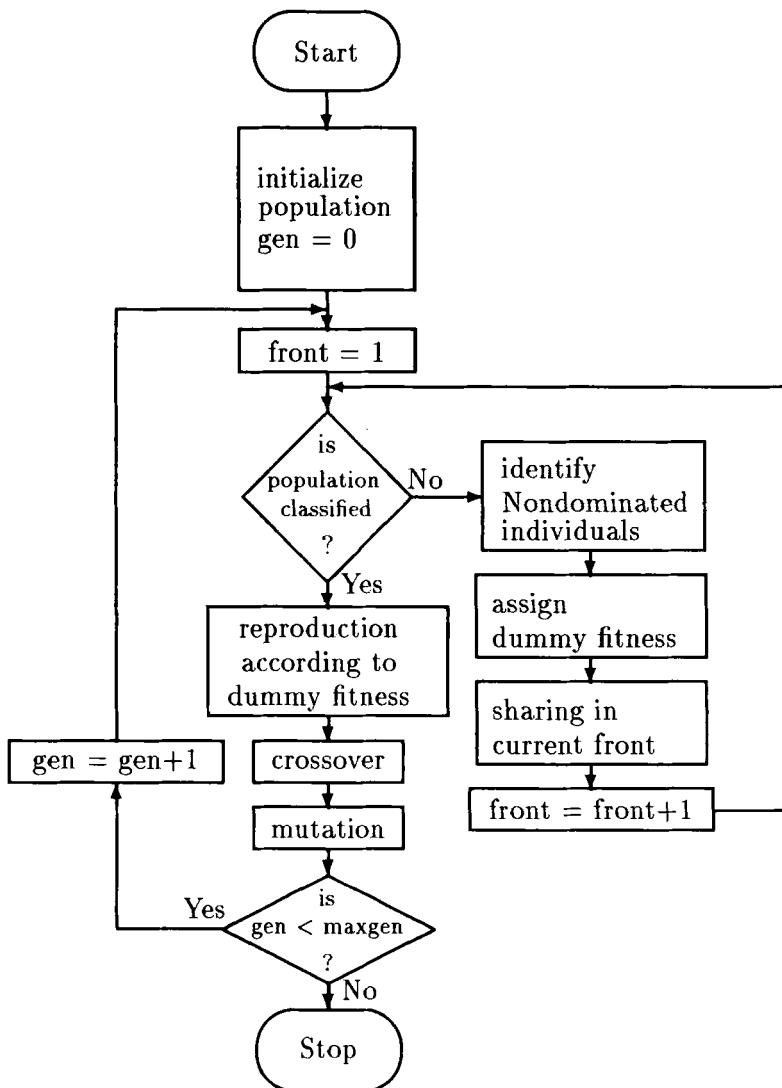 Start
initialize
population
gen = 0
front = 1
is
population
classified
?
No
Yes
identify
Nondominated
individuals
assign
dummy fitness
sharing in
current front
front = front+1
reproduction
according to
dummy fitness
crossover
mutation
is
gen < maxgen
?
Yes
gen = gen+1
No
Stop